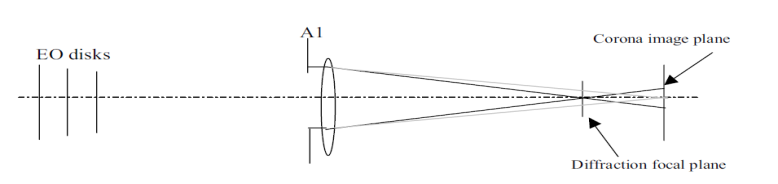 A1
Corona image plane
EO disks
Diffraction focal plane